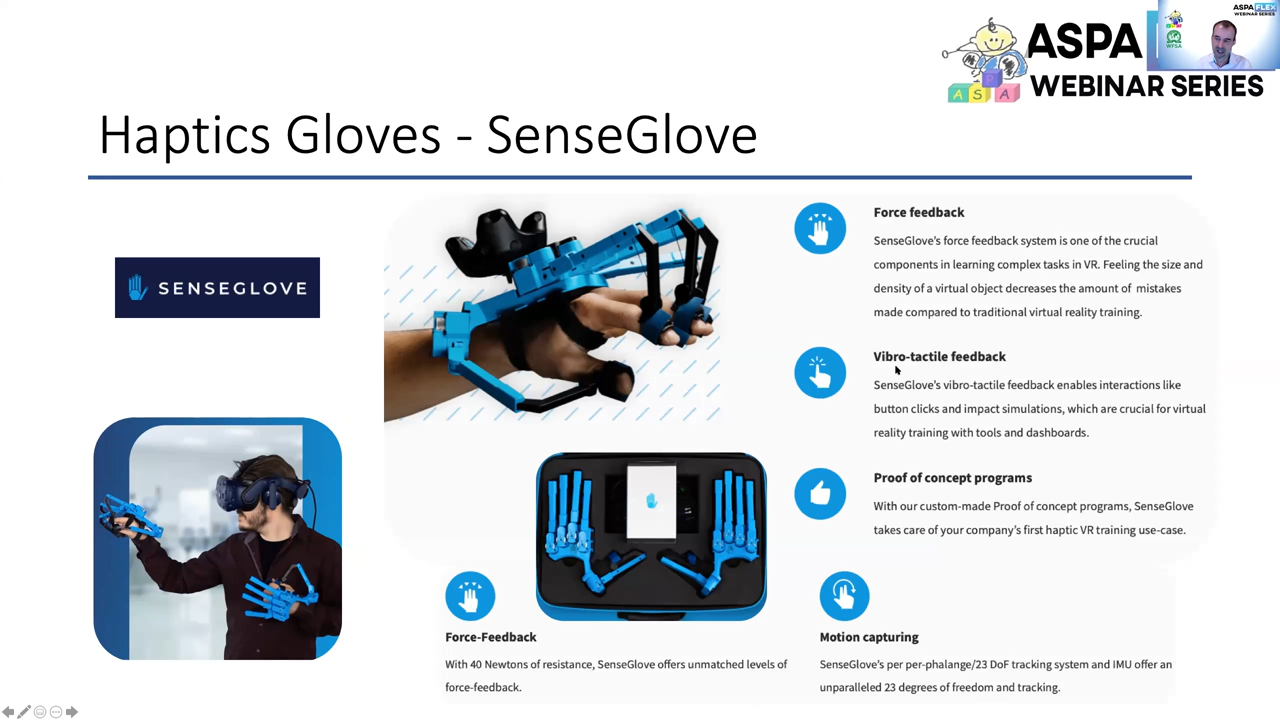 ASPA
WEBINAR SERIES
A S P A
ASPA FLEX
WEBINAR SERIES
WFSA
Haptics Gloves - SenseGlove
SENSEGLOVE
Force feedback
SenseGlove's force feedback system is one of the crucial
components in learning complex tasks in VR. Feeling the size and
density of a virtual object decreases the amount of mistakes
made compared to traditional virtual reality training.
Vibro-tactile feedback
SenseGlove's vibro-tactile feedback enables interactions like
button clicks and impact simulations, which are crucial for virtual
reality training with tools and dashboards.
Proof of concept programs
With our custom-made Proof of concept programs, SenseGlove
takes care of your company's first haptic VR training use-case.
Force-Feedback
With 40 Newtons of resistance, SenseGlove offers unmatched levels of
force-feedback.
Motion capturing
SenseGlove's per per-phalange/23 DoF tracking system and IMU offer an
unparalleled 23 degrees of freedom and tracking.